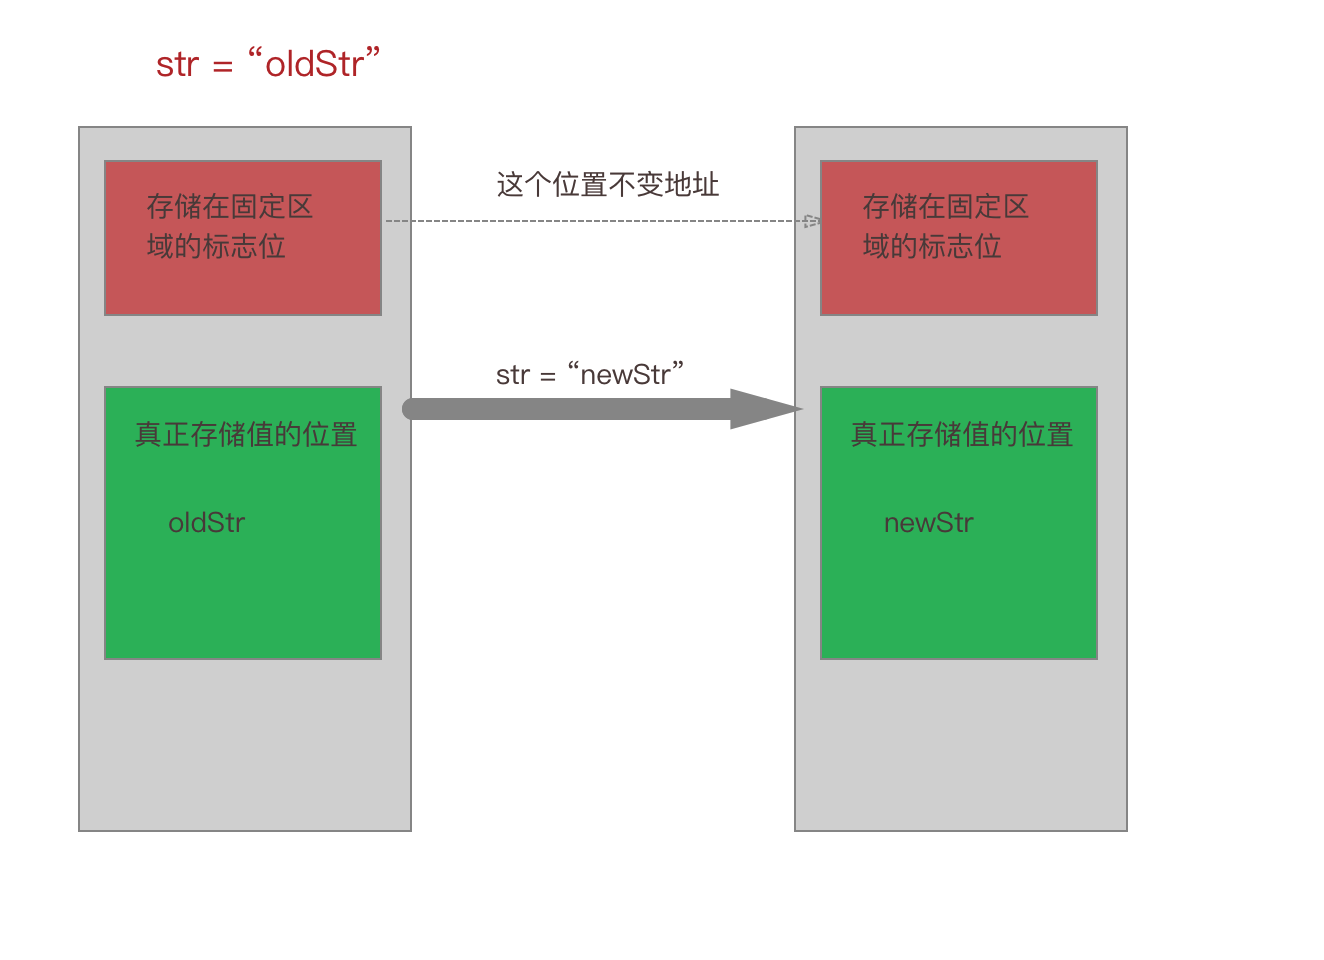 str = “oldStr”
这个位置不变地址
存储在固定区
域的标志位
存储在固定区
域的标志位
str = “newStr”
真正存储值的位置
oldStr
真正存储值的位置
newStr